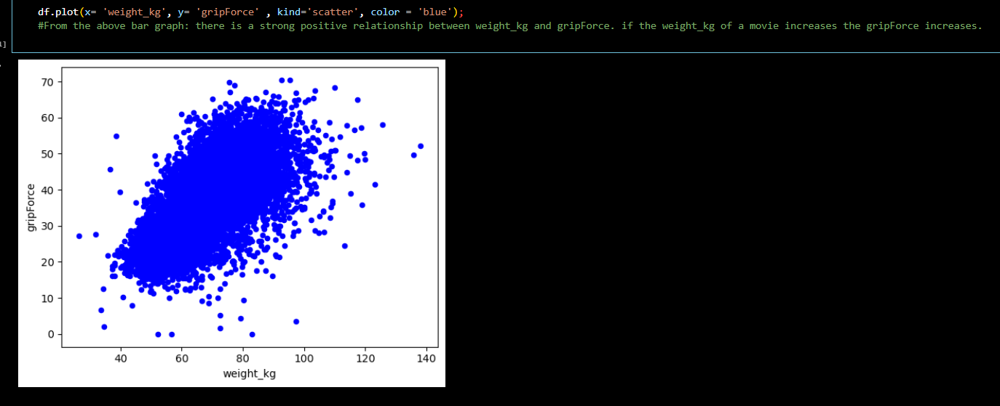 df.plot(x= 'weight_kg', y= 'gripForce' , kind='scatter', color = 'blue');
#From the above bar graph: there is a strong positive relationship between weight_kg and gripForce. if the weight_kg of a movie increases the gripForce increases.
]
70
60
50
40
30
20
10
0
gripForce
40 60 80 100 120 140
weight_kg